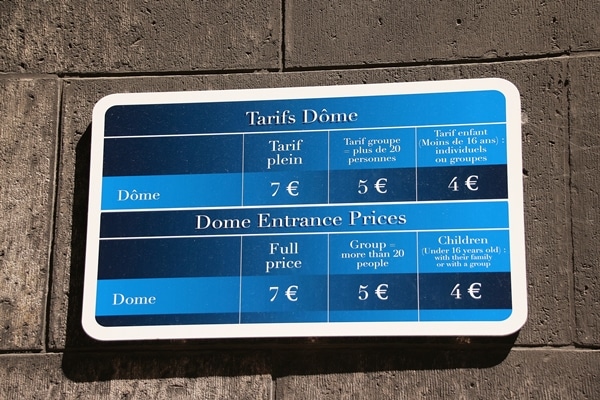 Tarifs Dôme
Tarif plein
Tarif groupe = plus de 20 personnes
Tarif enfant (Moins de 16 ans) : individuels ou groupes
Dôme 7 € 5 € 4 €
Dome Entrance Prices
Full price
Group = more than 20 people
Children (Under 16 years old) : with their family or with a group
Dome 7 € 5 € 4 €